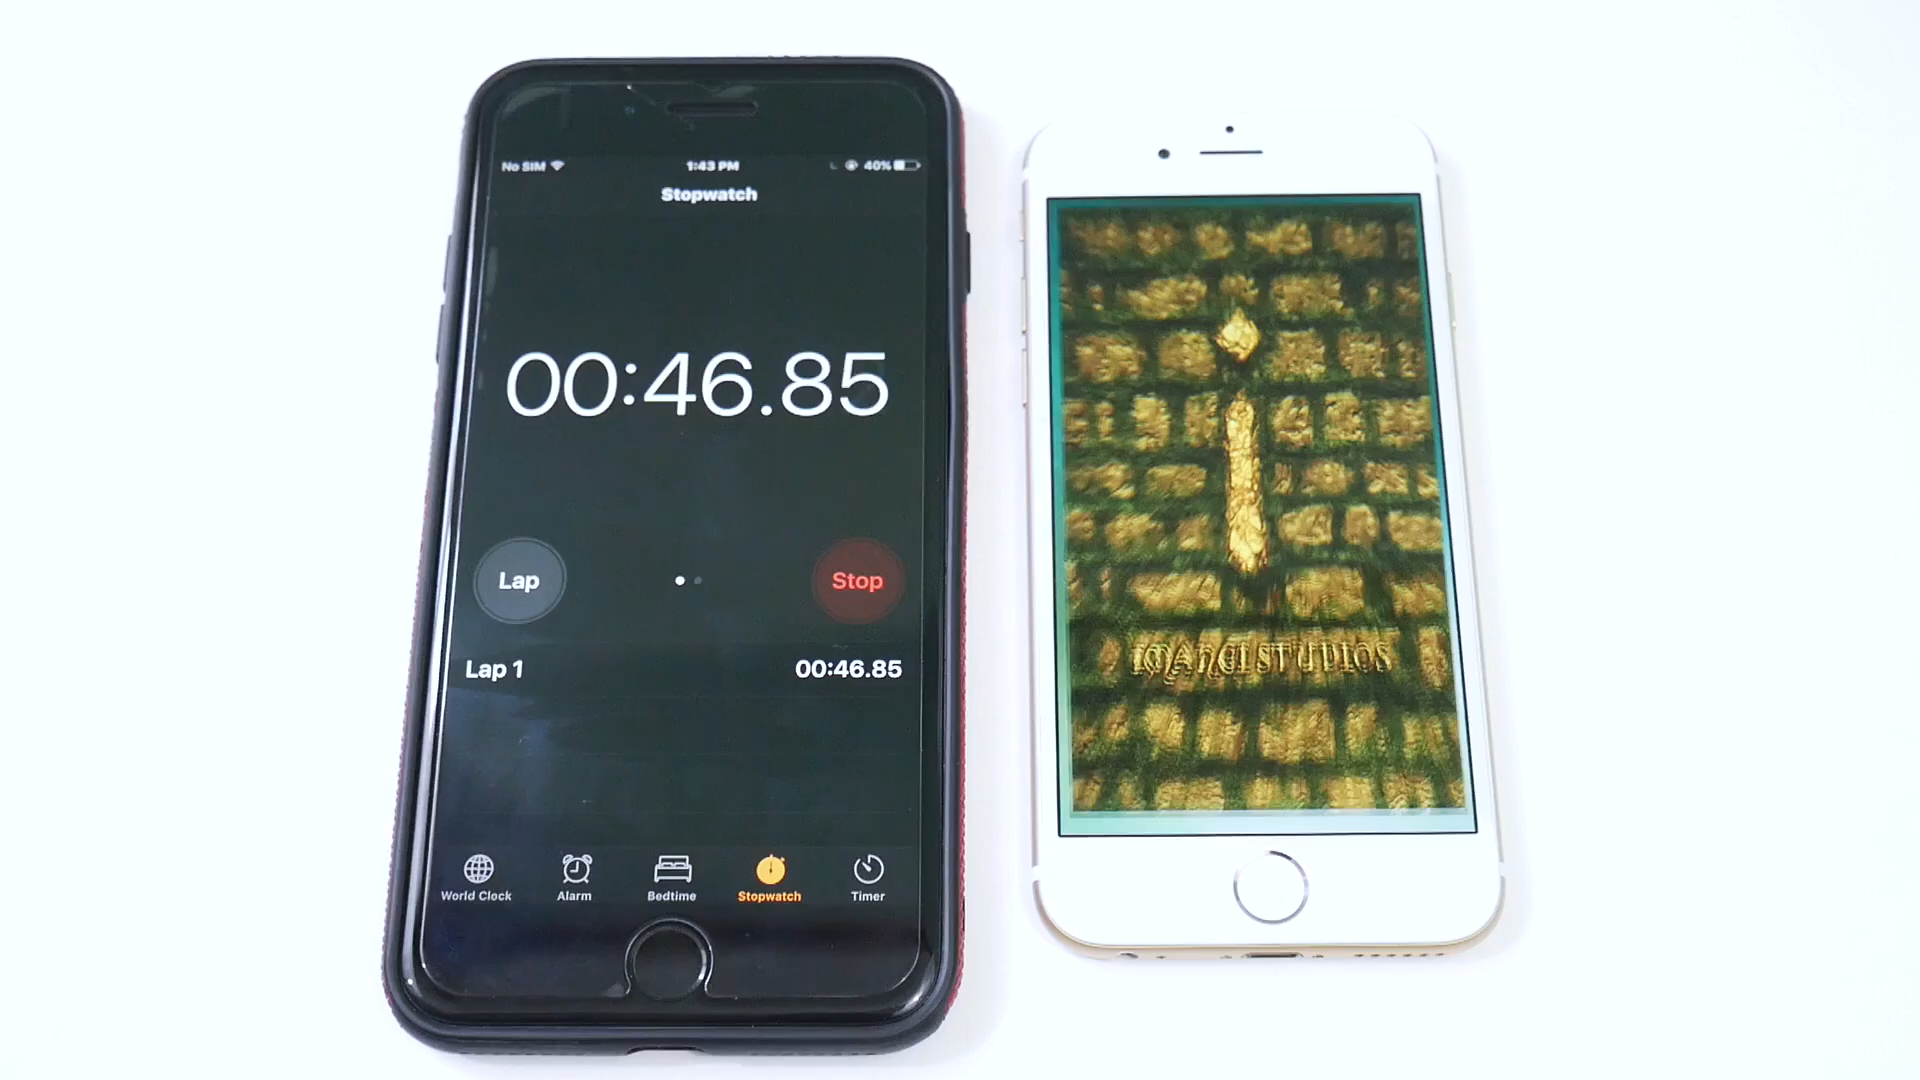 No SIM 1:43 PM 40%
Stopwatch
00:46.85
Lap Stop
Lap 1 00:46.85
World Clock Alarm Bedtime Stopwatch Timer
IMANGI STUDIOS